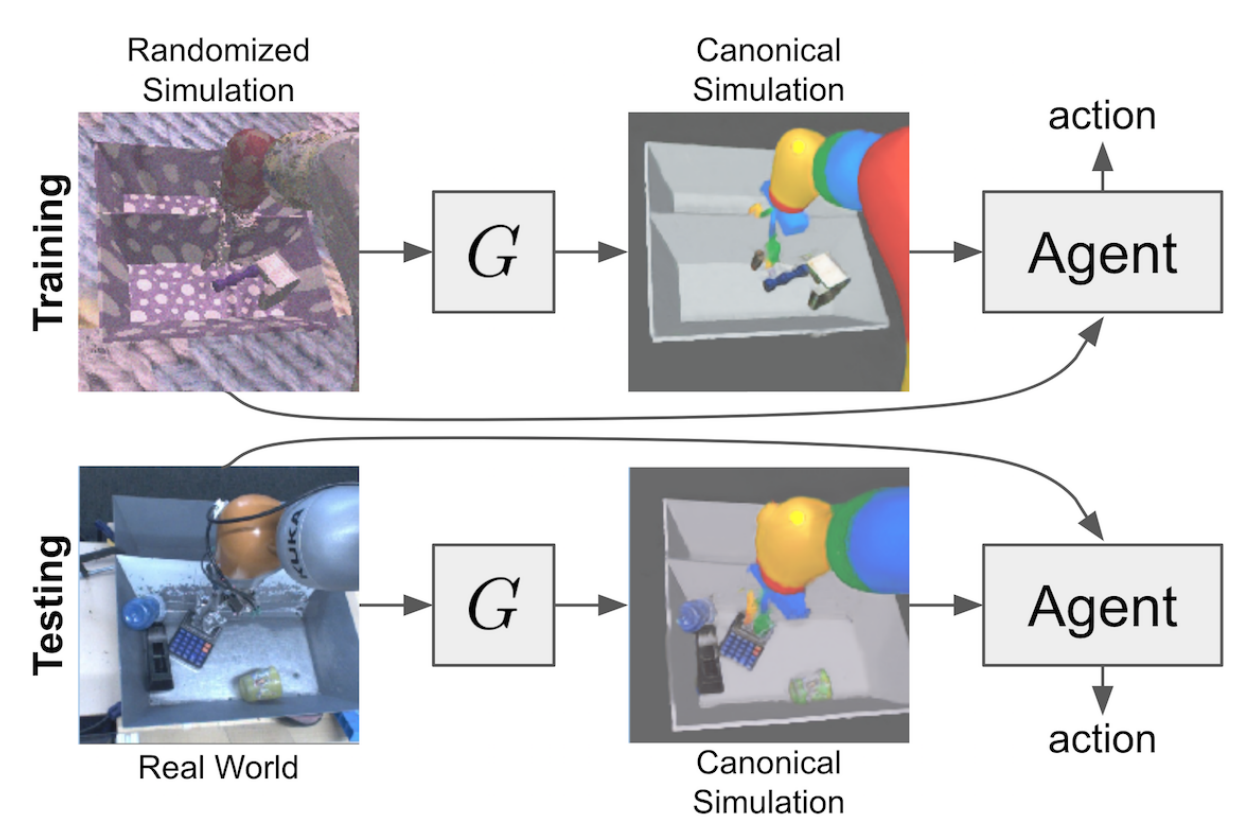 Randomized
Simulation
Canonical
Simulation
action
Training
G
Agent
Testing
KUKA
G
Agent
Real World
Canonical
Simulation
action